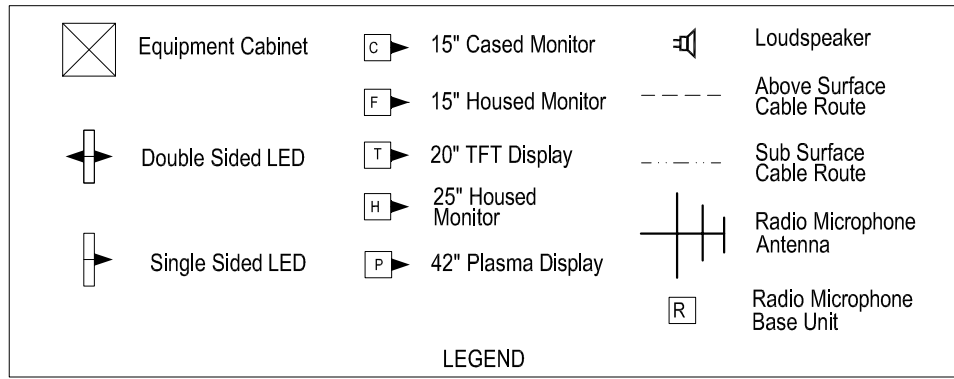 Equipment Cabinet
Double Sided LED
Single Sided LED
C
15" Cased Monitor
F
15" Housed Monitor
T
20" TFT Display
H
25" Housed
Monitor
P
42" Plasma Display
Loudspeaker
Above Surface
Cable Route
Sub Surface
Cable Route
Radio Microphone
Antenna
R
Radio Microphone
Base Unit
LEGEND